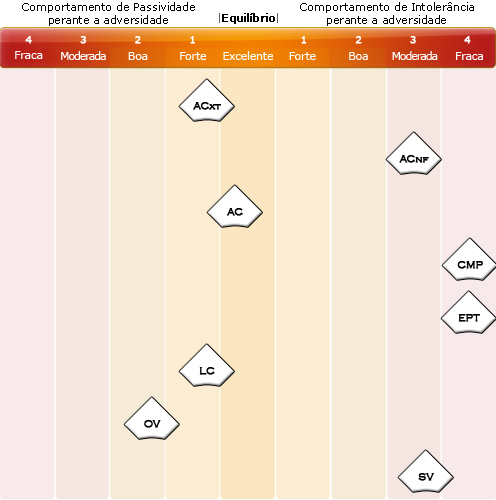 Comportamento de Passividade
perante a adversidade
|Equilíbrio|
Comportamento de Intolerância
perante a adversidade
4 3 2 1 1 2 3 4
Fraca Moderada Boa Forte Excelente Forte Boa Moderada Fraca
ACXT
ACNF
AC
CMP
EPT
LC
OV
SV